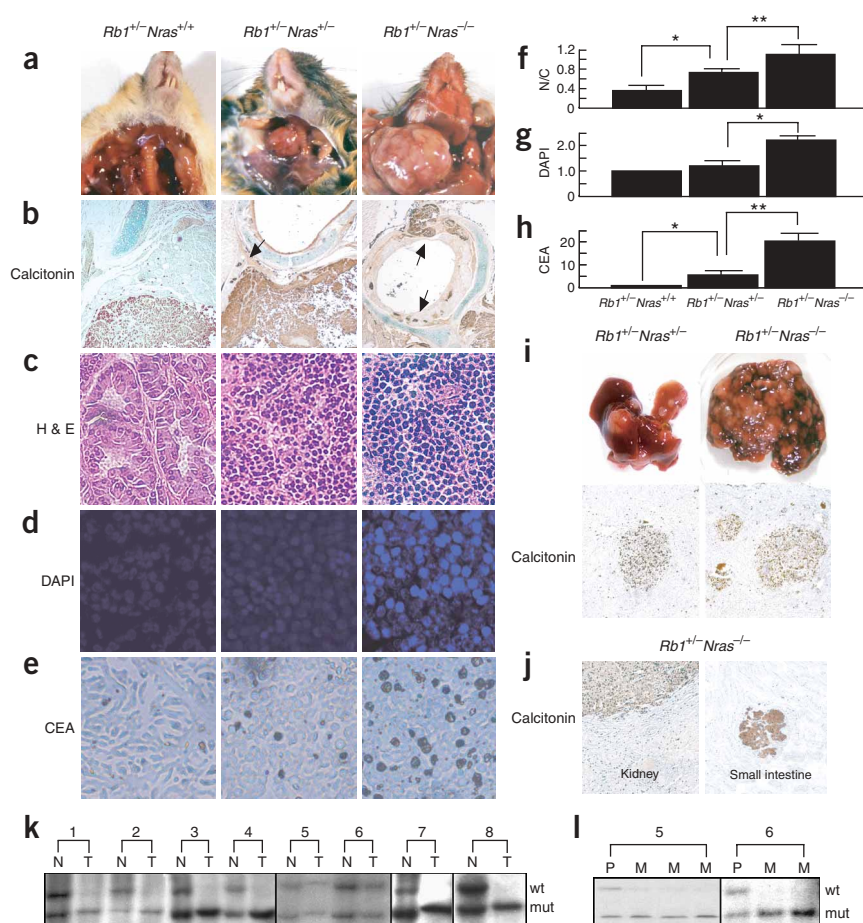 Rb1+/–Nras+/+ Rb1+/–Nras+/– Rb1+/–Nras–/–
a
b
Calcitonin
c
H & E
d
DAPI
e
CEA
f
N/C
1.2
0.8
0.4
0
* **
g
DAPI
2.0
1.0
0
*
h
CEA
20
10
0
* **
Rb1+/–Nras+/+ Rb1+/–Nras+/– Rb1+/–Nras–/–
Rb1+/–Nras+/– Rb1+/–Nras–/–
i
Calcitonin
Rb1+/–Nras–/–
j
Calcitonin
Kidney Small intestine
k
1 2 3 4 5 6 7 8
N T N T N T N T N T N T N T N T
wt
mut
l
5 6
P M M M P M M
wt
mut